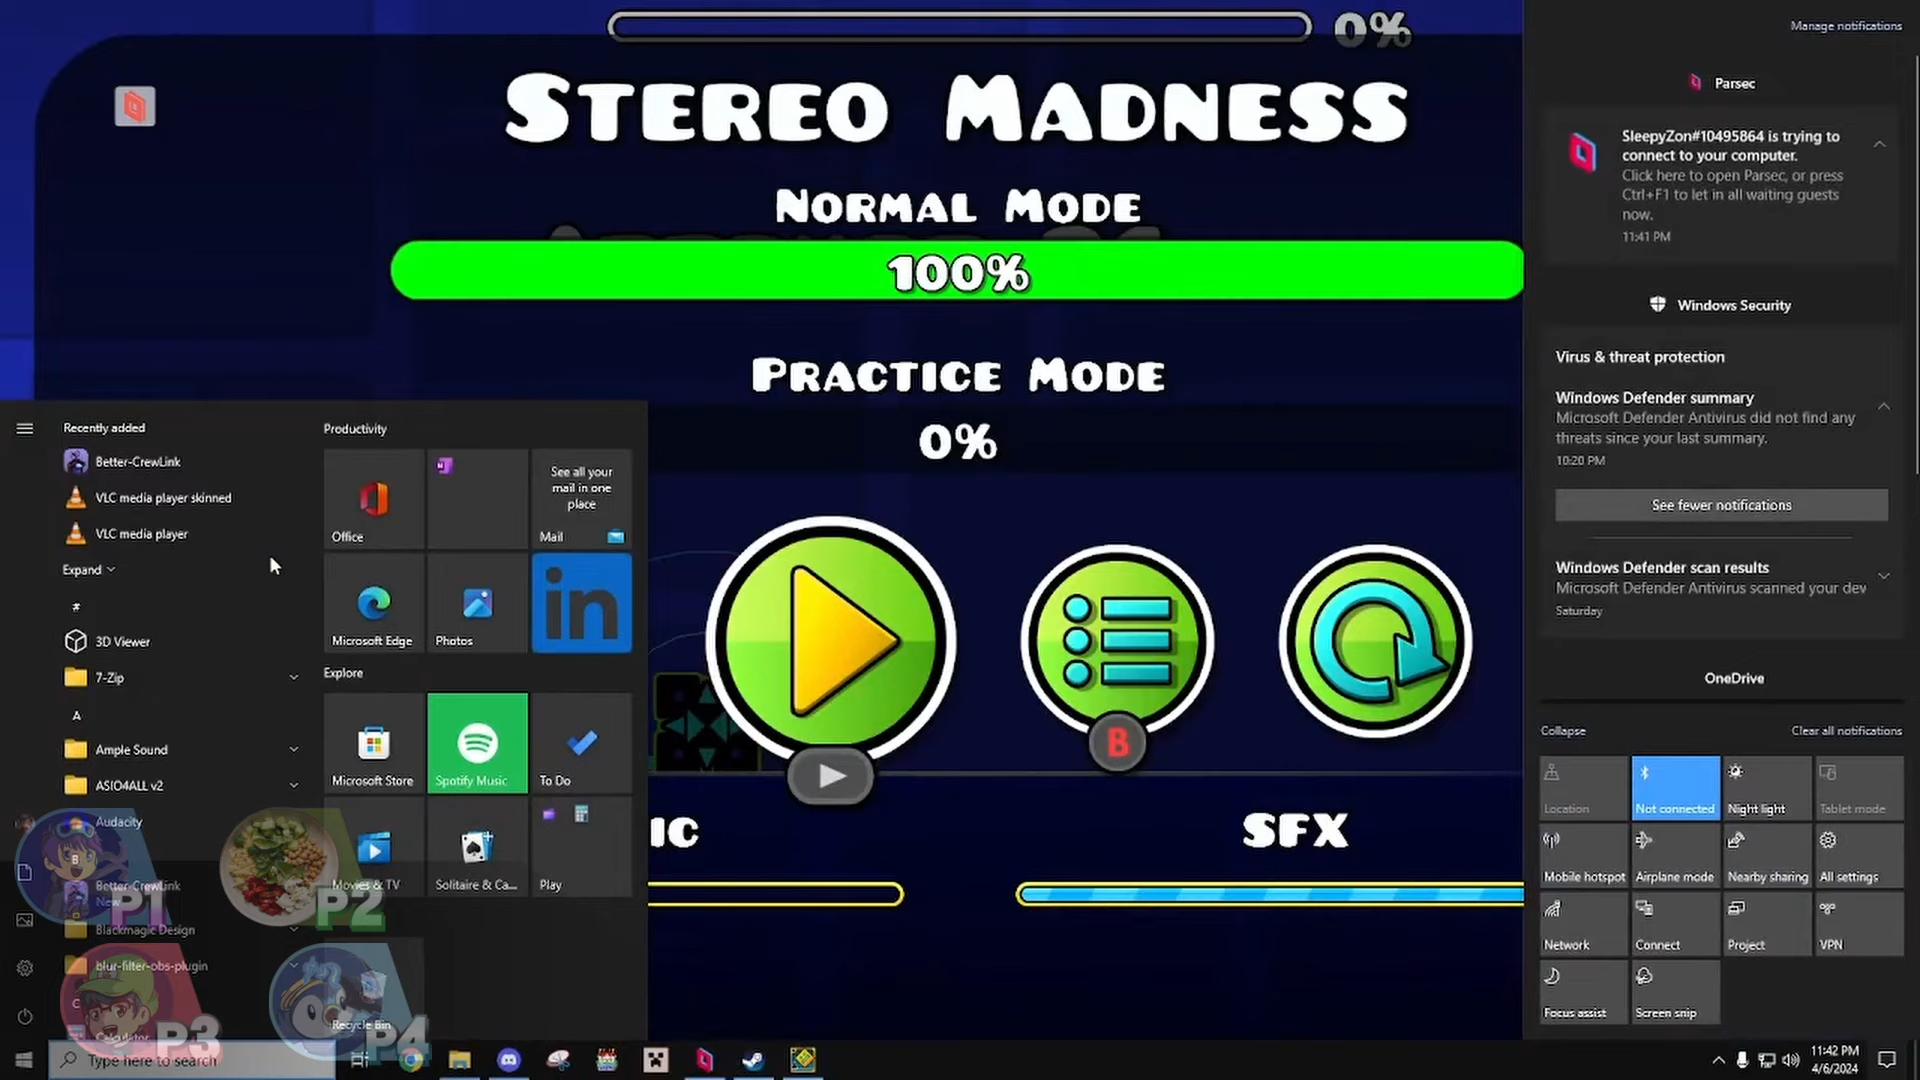 0%
Stereo Madness
Normal Mode
100%
Practice Mode
0%
B
IC
SFX
Recently added
Better-CrewLink
VLC media player skinned
VLC media player
Expand
#
3D Viewer
7-Zip
A
Ample Sound
ASIO4ALL v2
Audacity
B
Better-CrewLink
New
Blackmagic Design
blur-filter-obs-plugin
C
Calculator
Productivity
Office
See all your
mail in one
place
Mail
Microsoft Edge
Photos
in
Explore
Microsoft Store
Spotify Music
To Do
Movies & TV
Solitaire & Ca...
Play
Recycle Bin
P1
P2
P3
P4
Type here to search
Manage notifications
Parsec
SleepyZon#10495864 is trying to
connect to your computer.
Click here to open Parsec, or press
Ctrl+F1 to let in all waiting guests
now.
11:41 PM
Windows Security
Virus & threat protection
Windows Defender summary
Microsoft Defender Antivirus did not find any
threats since your last summary.
10:20 PM
See fewer notifications
Windows Defender scan results
Microsoft Defender Antivirus scanned your dev
Saturday
OneDrive
Collapse
Clear all notifications
Location
Not connected
Night light
Tablet mode
Mobile hotspot
Airplane mode
Nearby sharing
All settings
Network
Connect
Project
VPN
Focus assist
Screen snip
11:42 PM
4/6/2024